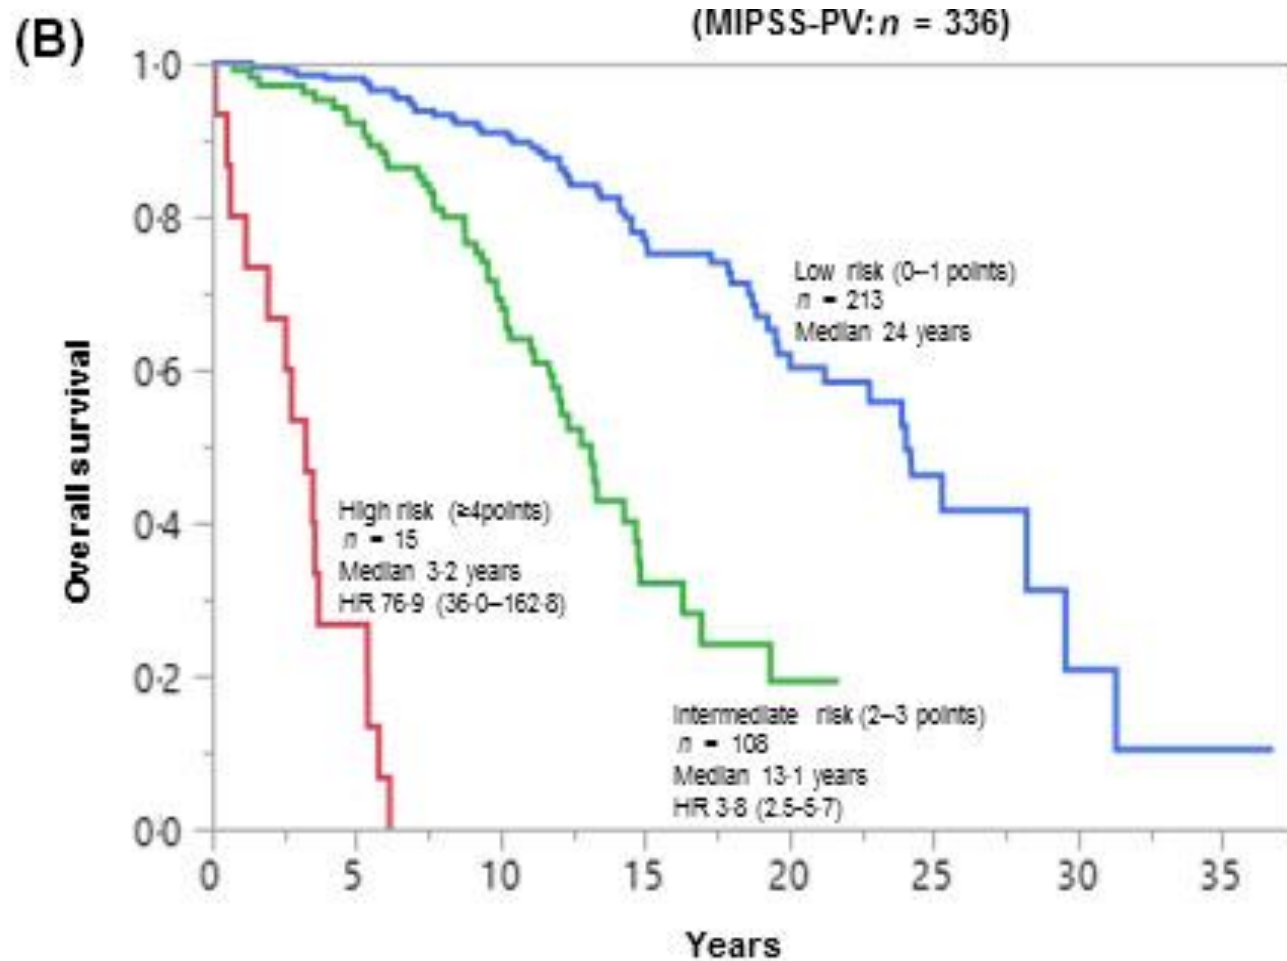 (B)
(MIPSS-PV: n = 336)
1·0
0·8
0·6
0·4
0·2
0·0
Overall survival
Low risk (0–1 points)
n = 213
Median 24 years
High risk (≥4points)
n = 15
Median 3·2 years
HR 76·9 (36·0–162·8)
Intermediate risk (2–3 points)
n = 108
Median 13·1 years
HR 3·8 (2.5-5·7)
0 5 10 15 20 25 30 35
Years